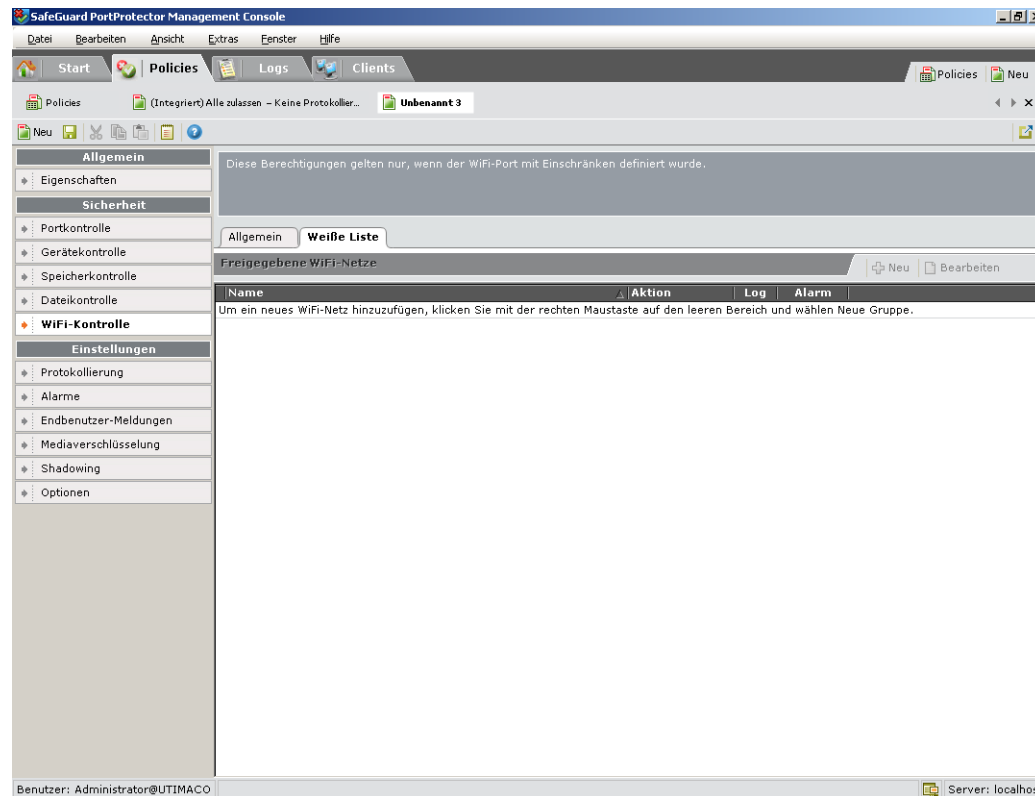 SafeGuard PortProtector Management Console
Datei Bearbeiten Ansicht Extras Fenster Hilfe
Start Policies Logs Clients Policies Neu
Policies (Integriert) Alle zulassen – Keine Protokollier... Unbenannt 3
Neu
Allgemein
Eigenschaften
Sicherheit
Portkontrolle
Gerätekontrolle
Speicherkontrolle
Dateikontrolle
WiFi-Kontrolle
Einstellungen
Protokollierung
Alarme
Endbenutzer-Meldungen
Mediaverschlüsselung
Shadowing
Optionen
Diese Berechtigungen gelten nur, wenn der WiFi-Port mit Einschränken definiert wurde.
Allgemein Weiße Liste
Freigegebene WiFi-Netze Neu Bearbeiten
Name Aktion Log Alarm
Um ein neues WiFi-Netz hinzuzufügen, klicken Sie mit der rechten Maustaste auf den leeren Bereich und wählen Neue Gruppe.
Benutzer: Administrator@UTIMACO Server: localhos